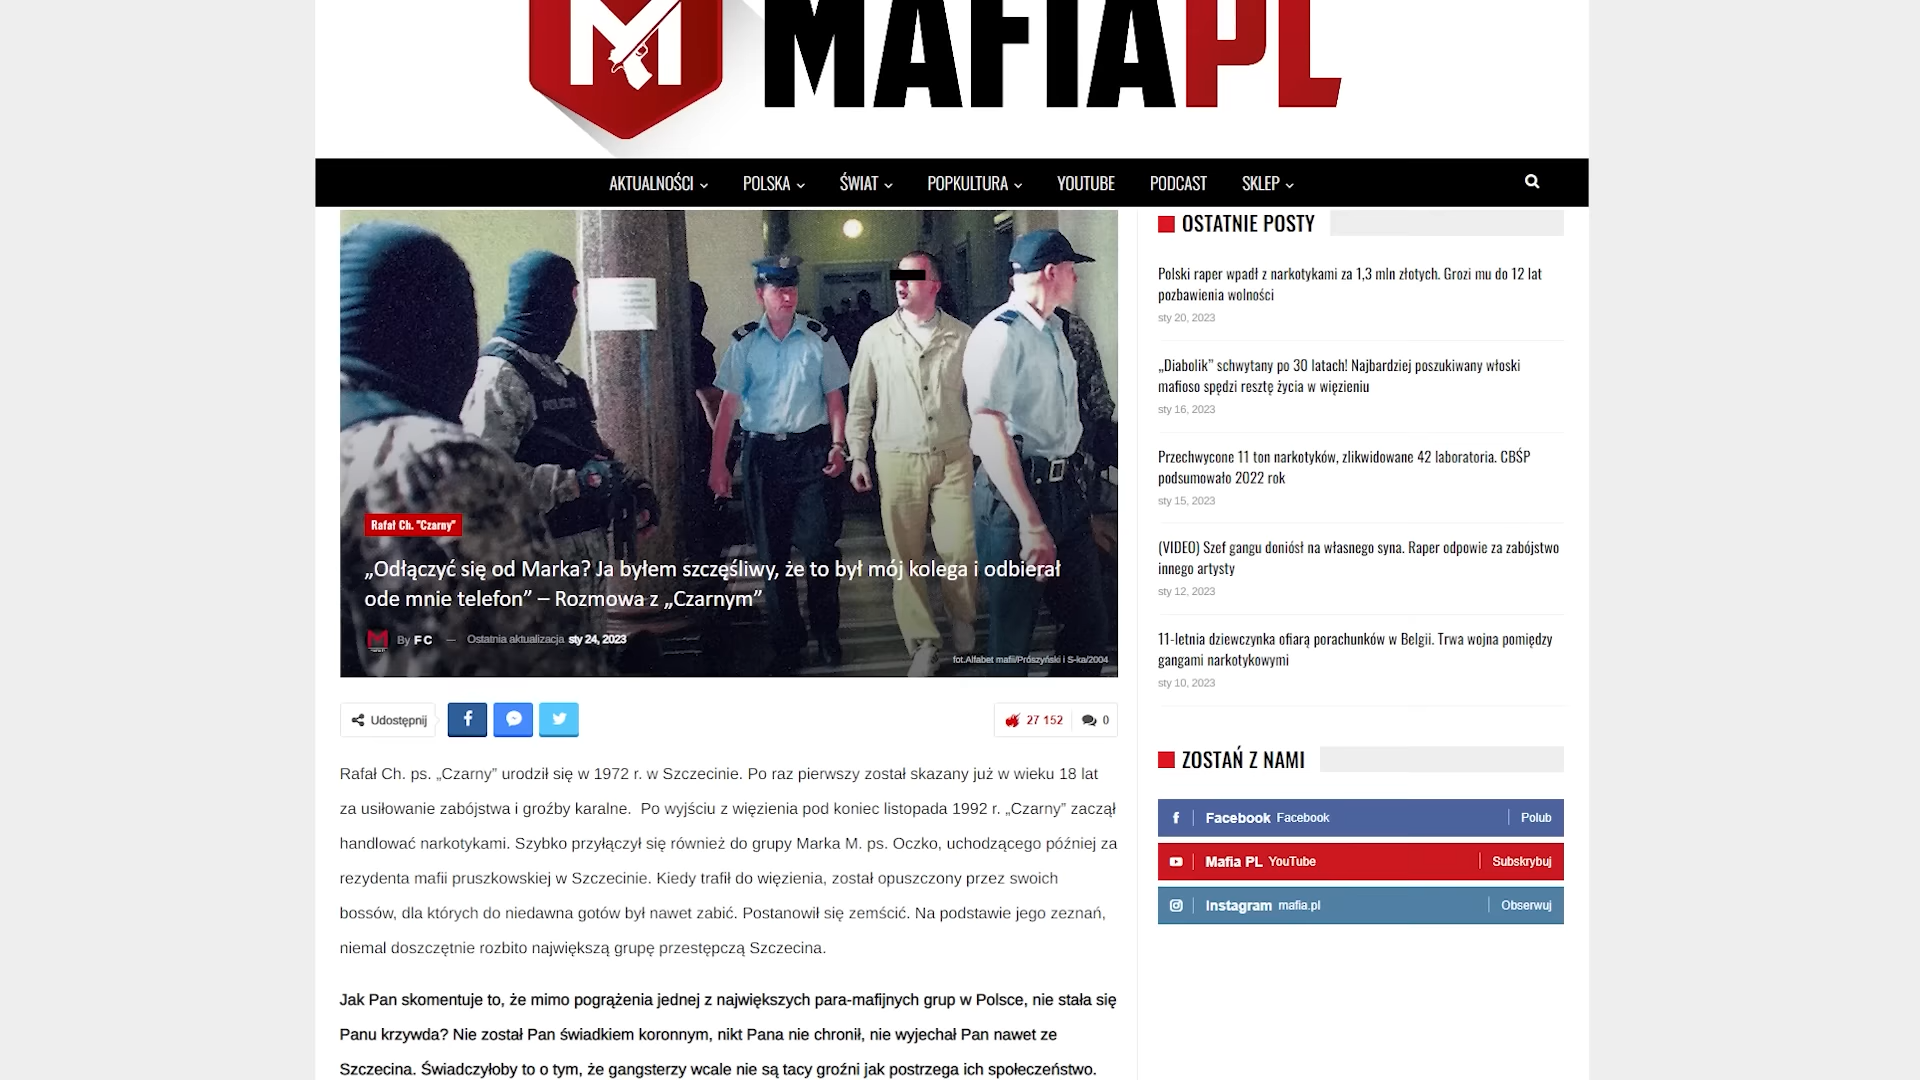 MAFIAPL
AKTUALNOŚCI
POLSKA
ŚWIAT
POPKULTURA
YOUTUBE
PODCAST
SKLEP
POLICJA
Rafał Ch. "Czarny"
„Odłączyć się od Marka? Ja byłem szczęśliwy, że to był mój kolega i odbierał
ode mnie telefon” – Rozmowa z „Czarnym”
By F C — Ostatnia aktualizacja sty 24, 2023
fot.Alfabet mafii/Prószyński i S-ka/2004
Udostępnij
27 152
0
Rafał Ch. ps. „Czarny” urodził się w 1972 r. w Szczecinie. Po raz pierwszy został skazany już w wieku 18 lat
za usiłowanie zabójstwa i groźby karalne.  Po wyjściu z więzienia pod koniec listopada 1992 r. „Czarny” zaczął
handlować narkotykami. Szybko przyłączył się również do grupy Marka M. ps. Oczko, uchodzącego później za
rezydenta mafii pruszkowskiej w Szczecinie. Kiedy trafił do więzienia, został opuszczony przez swoich
bossów, dla których do niedawna gotów był nawet zabić. Postanowił się zemścić. Na podstawie jego zeznań,
niemal doszczętnie rozbito największą grupę przestępczą Szczecina.
Jak Pan skomentuje to, że mimo pogrążenia jednej z największych para-mafijnych grup w Polsce, nie stała się
Panu krzywda? Nie został Pan świadkiem koronnym, nikt Pana nie chronił, nie wyjechał Pan nawet ze
Szczecina. Świadczyłoby to o tym, że gangsterzy wcale nie są tacy groźni jak postrzega ich społeczeństwo.
OSTATNIE POSTY
Polski raper wpadł z narkotykami za 1,3 mln złotych. Grozi mu do 12 lat
pozbawienia wolności
sty 20, 2023
„Diabolik” schwytany po 30 latach! Najbardziej poszukiwany włoski
mafioso spędzi resztę życia w więzieniu
sty 16, 2023
Przechwycone 11 ton narkotyków, zlikwidowane 42 laboratoria. CBŚP
podsumowało 2022 rok
sty 15, 2023
(VIDEO) Szef gangu doniósł na własnego syna. Raper odpowie za zabójstwo
innego artysty
sty 12, 2023
11-letnia dziewczynka ofiarą porachunków w Belgii. Trwa wojna pomiędzy
gangami narkotykowymi
sty 10, 2023
ZOSTAŃ Z NAMI
Facebook Facebook Polub
Mafia PL YouTube Subskrybuj
Instagram mafia.pl Obserwuj